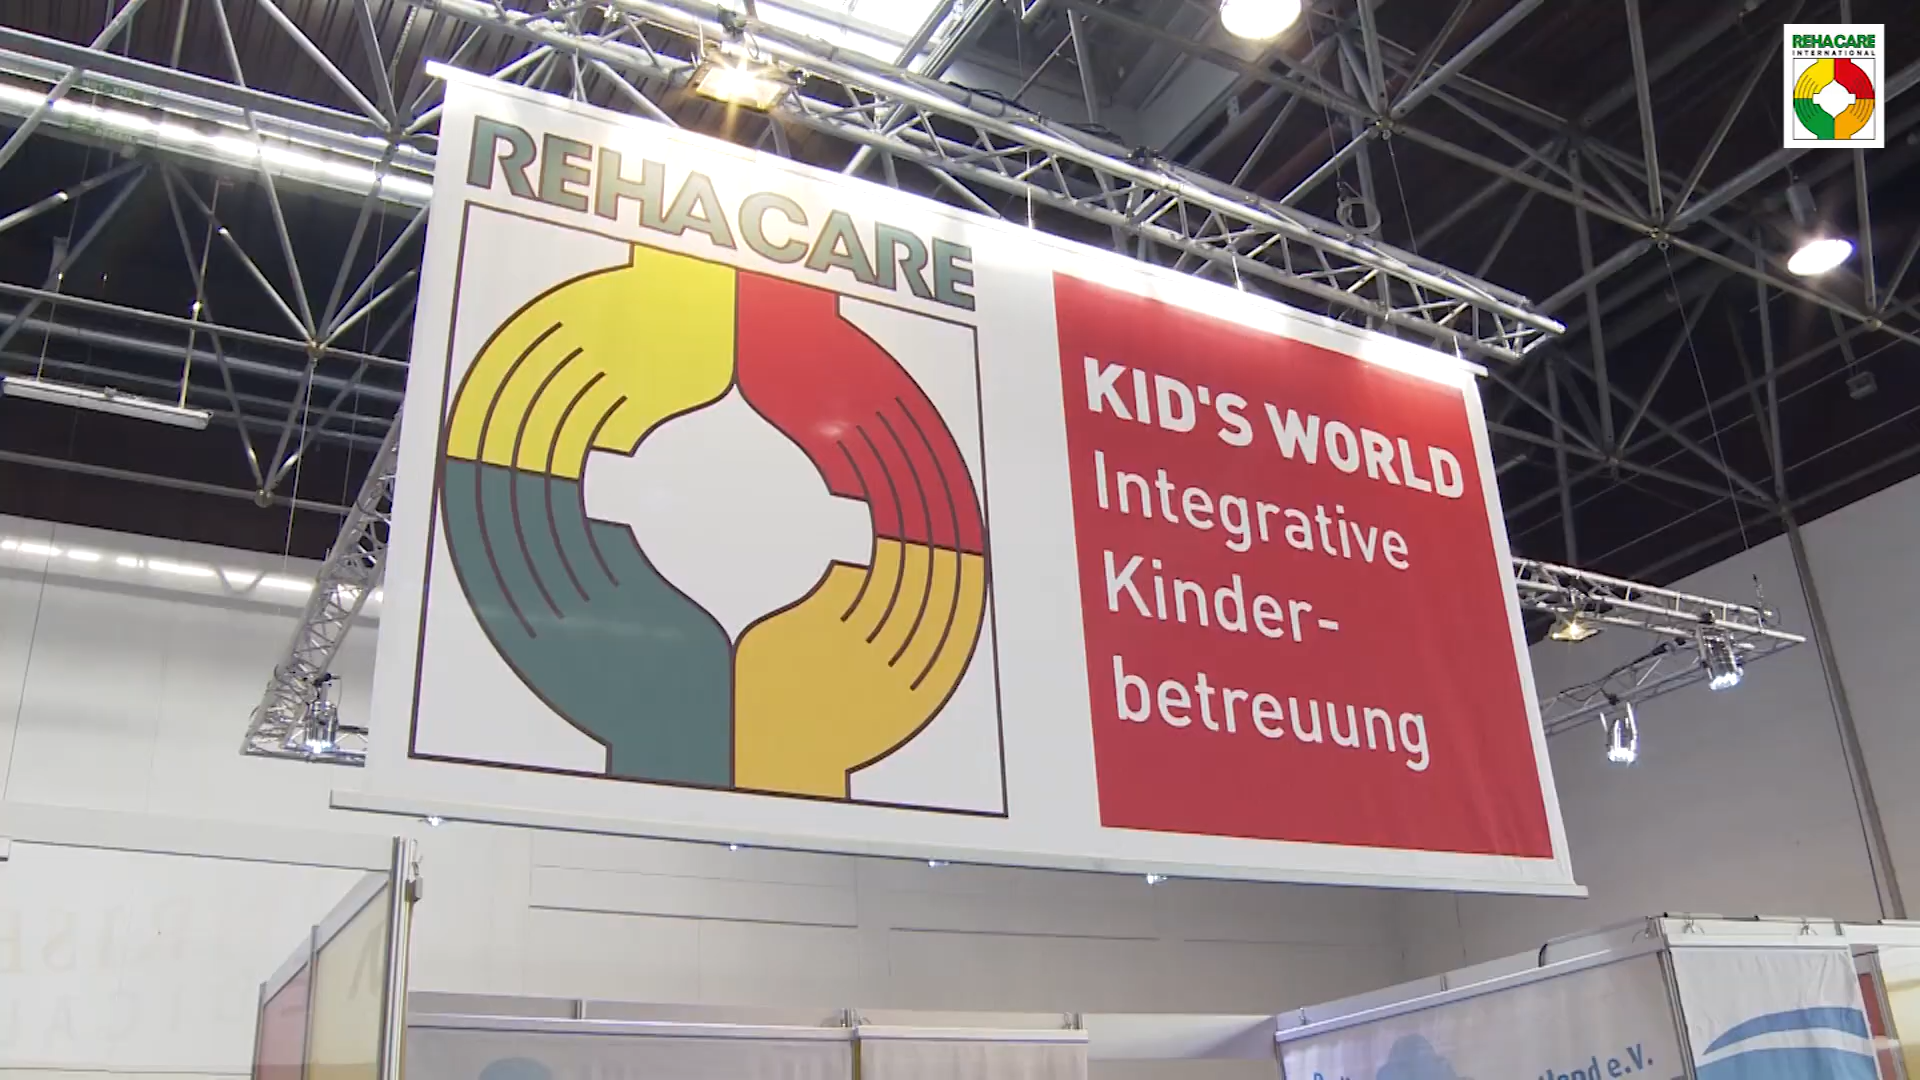 REHACARE
INTERNATIONAL
REHACARE
KID'S WORLD
Integrative
Kinder-
betreuung
e.V.